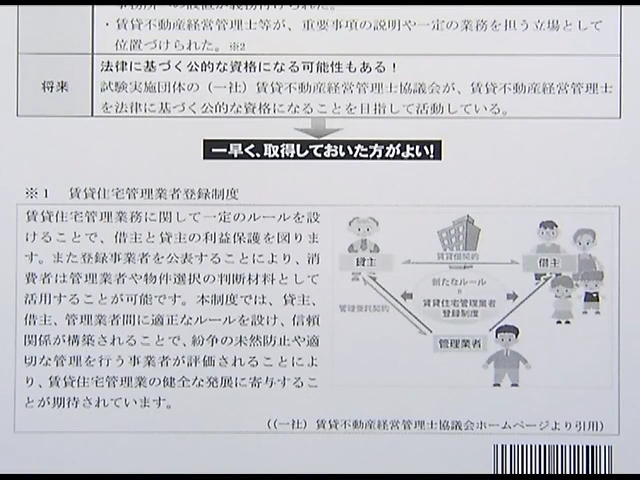 ・賃貸不動産経営管理士等が、重要事項の説明や一定の業務を担う立場として
位置づけられた。※2
将来
法律に基づく公的な資格になる可能性もある！
試験実施団体の（一社）賃貸不動産経営管理士協議会が、賃貸不動産経営管理士
を法律に基づく公的な資格になることを目指して活動している。
一早く、取得しておいた方がよい！
※1　賃貸住宅管理業者登録制度
賃貸住宅管理業務に関して一定のルールを設
けることで、借主と貸主の利益保護を図りま
す。また登録事業者を公表することにより、消
費者は管理業者や物件選択の判断材料として
活用することが可能です。本制度では、貸主、
借主、管理業者間に適正なルールを設け、信頼
関係が構築されることで、紛争の未然防止や適
切な管理を行う事業者が評価されることによ
り、賃貸住宅管理業の健全な発展に寄与するこ
とが期待されています。
貸主
賃貸借契約
借主
新たなルール
賃貸住宅管理業者
登録制度
管理受託契約
管理業者
（（一社）賃貸不動産経営管理士協議会ホームページより引用）